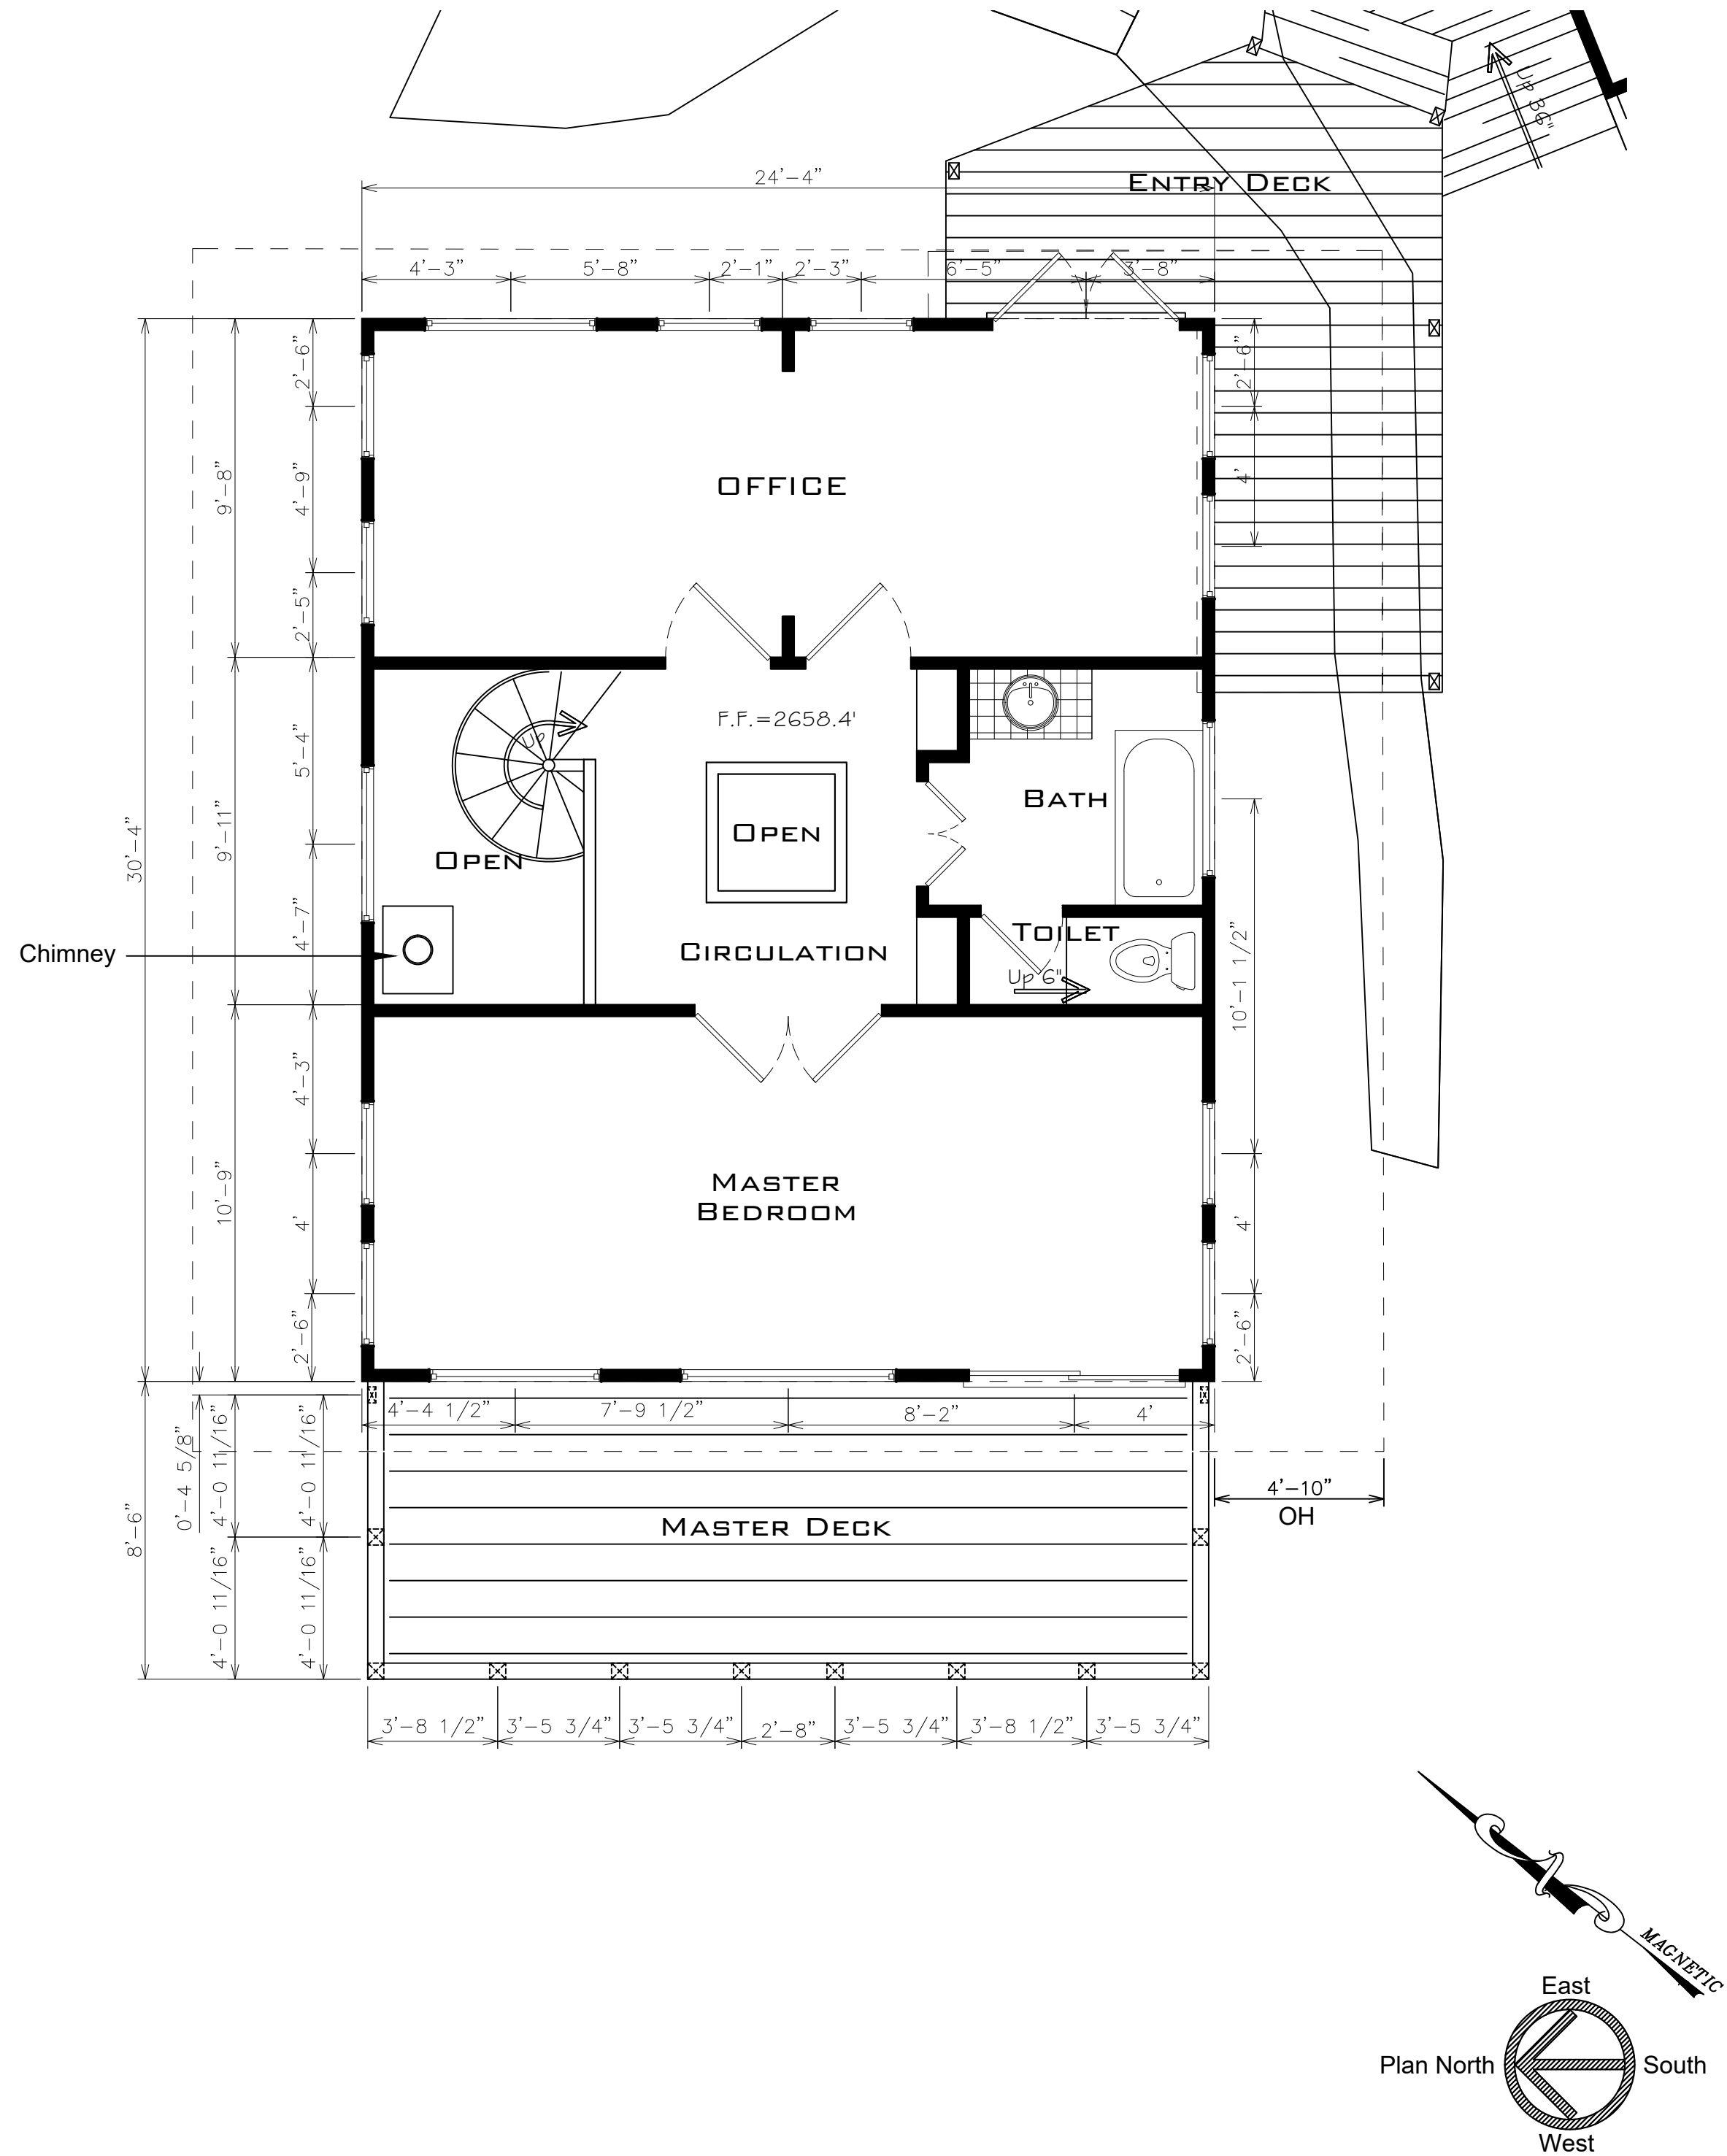 Up 36"
ENTRY DECK
24'-4"
4'-3"
5'-8"
2'-1"
2'-3"
6'-5"
3'-8"
2'-6"
2'-6"
9'-8"
4'-9"
4'
OFFICE
2'-5"
F.F.=2658.4'
Up
5'-4"
BATH
30'-4"
9'-11"
OPEN
OPEN
4'-7"
TOILET
Chimney
CIRCULATION
Up 6"
10'-1 1/2"
4'-3"
MASTER
BEDROOM
10'-9"
4'
4'
2'-6"
2'-6"
4'-4 1/2"
7'-9 1/2"
8'-2"
4'
0'-4 5/8"
4'-0 11/16"
4'-0 11/16"
4'-10"
OH
MASTER DECK
8'-6"
4'-0 11/16"
4'-0 11/16"
3'-8 1/2"
3'-5 3/4"
3'-5 3/4"
2'-8"
3'-5 3/4"
3'-8 1/2"
3'-5 3/4"
MAGNETIC
East
Plan North
South
West